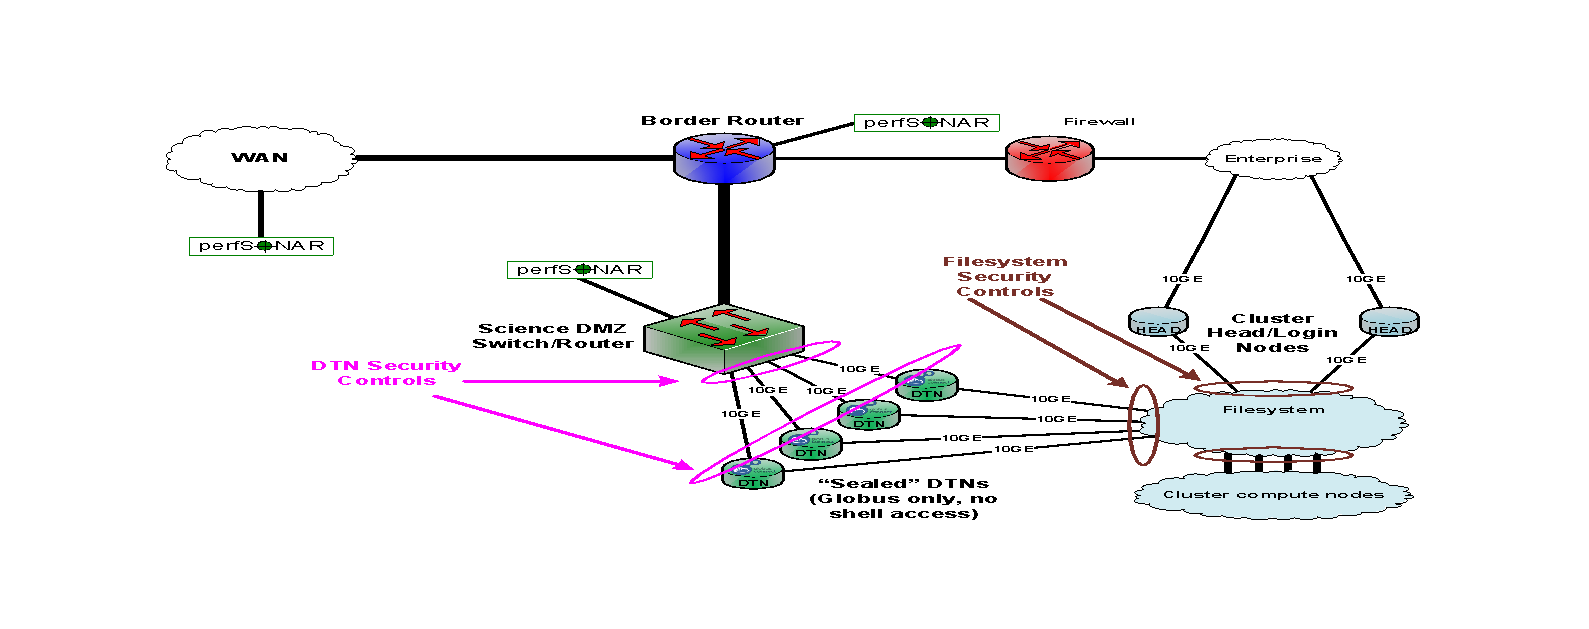 Border Router
perfSONAR
Firewall
WAN
Enterprise
perfSONAR
perfSONAR
Filesystem
Security
Controls
10GE
10GE
HEAD
Cluster
Head/Login
Nodes
HEAD
Science DMZ
Switch/Router
10GE
10GE
DTN Security
Controls
10GE
10GE
10GE
10GE
DTN
10GE
DTN
10GE
DTN
10GE
DTN
10GE
Filesystem
“Sealed” DTNs
(Globus only, no
shell access)
Cluster compute nodes